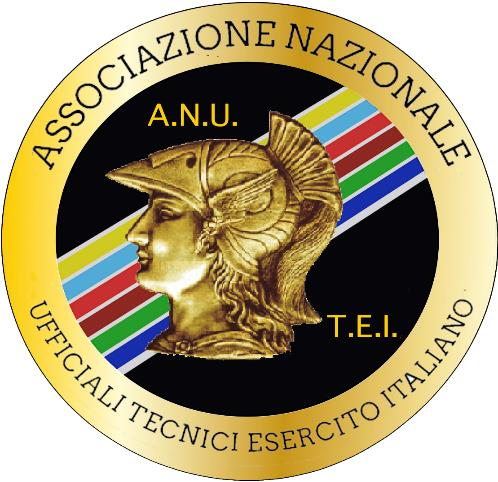 ASSOCIAZIONE NAZIONALE
A.N.U.
T.E.I.
UFFICIALI TECNICI ESERCITO ITALIANO